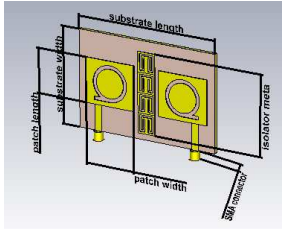 substrate length
substrate width
patch length
isolator meta
patch width
SMA connector